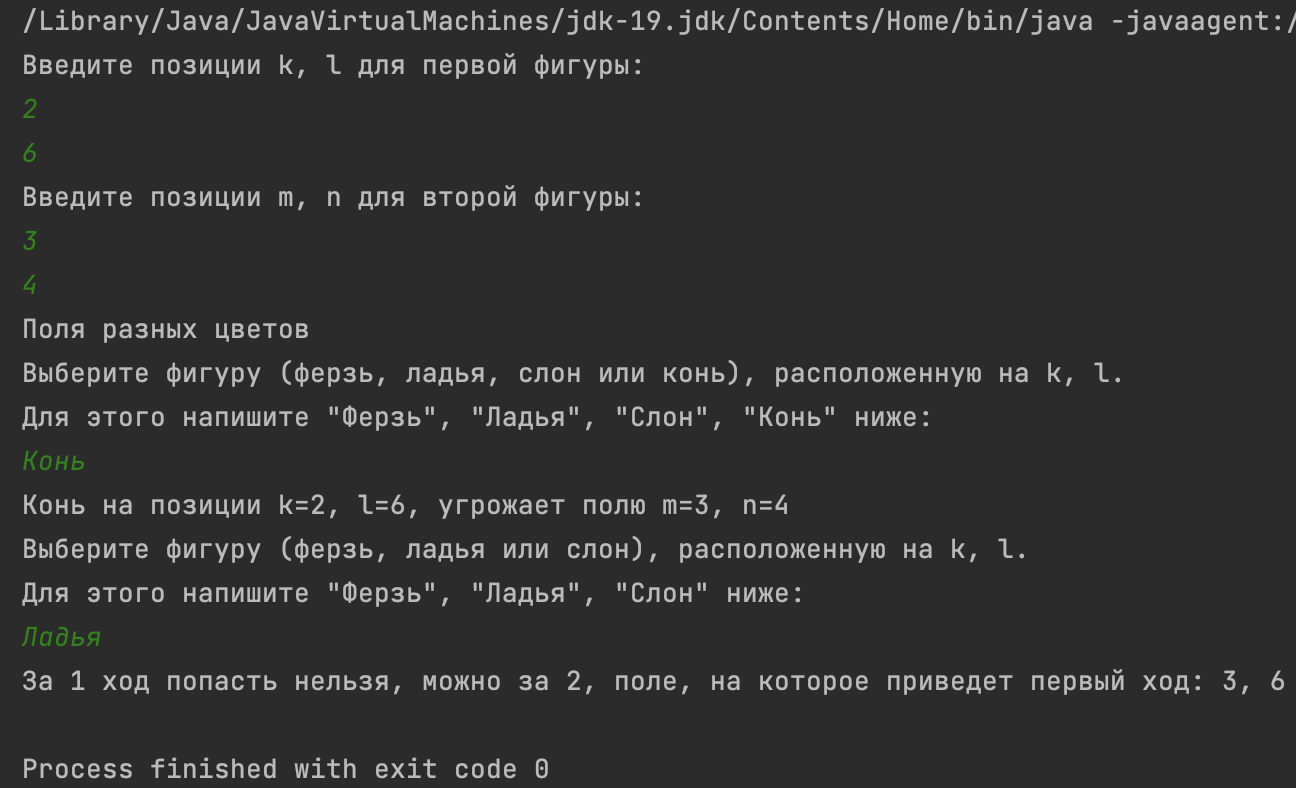 /Library/Java/JavaVirtualMachines/jdk-19.jdk/Contents/Home/bin/java -javaagent:/
Введите позиции k, l для первой фигуры:
2
6
Введите позиции m, n для второй фигуры:
3
4
Поля разных цветов
Выберите фигуру (ферзь, ладья, слон или конь), расположенную на k, l.
Для этого напишите "Ферзь", "Ладья", "Слон", "Конь" ниже:
Конь
Конь на позиции k=2, l=6, угрожает полю m=3, n=4
Выберите фигуру (ферзь, ладья или слон), расположенную на k, l.
Для этого напишите "Ферзь", "Ладья", "Слон" ниже:
Ладья
За 1 ход попасть нельзя, можно за 2, поле, на которое приведет первый ход: 3, 6
Process finished with exit code 0